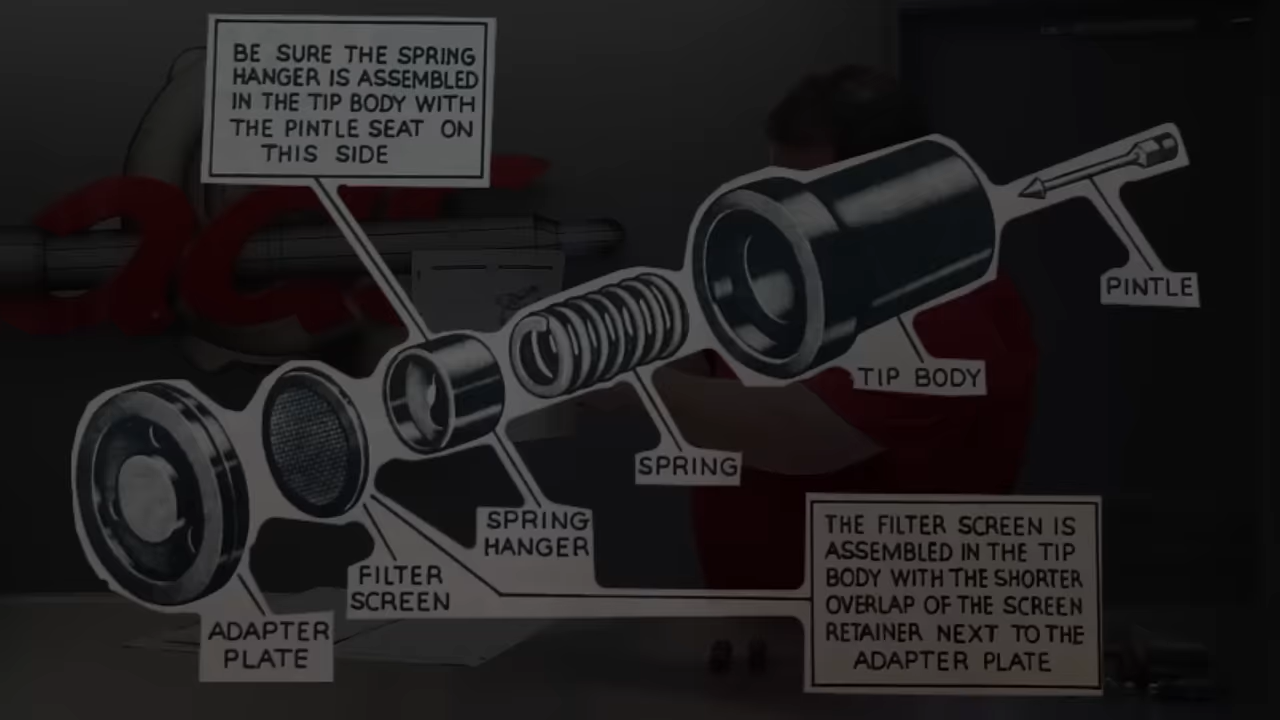 BE SURE THE SPRING
HANGER IS ASSEMBLED
IN THE TIP BODY WITH
THE PINTLE SEAT ON
THIS SIDE
PINTLE
TIP BODY
SPRING
SPRING
HANGER
FILTER
SCREEN
ADAPTER
PLATE
THE FILTER SCREEN IS
ASSEMBLED IN THE TIP
BODY WITH THE SHORTER
OVERLAP OF THE SCREEN
RETAINER NEXT TO THE
ADAPTER PLATE